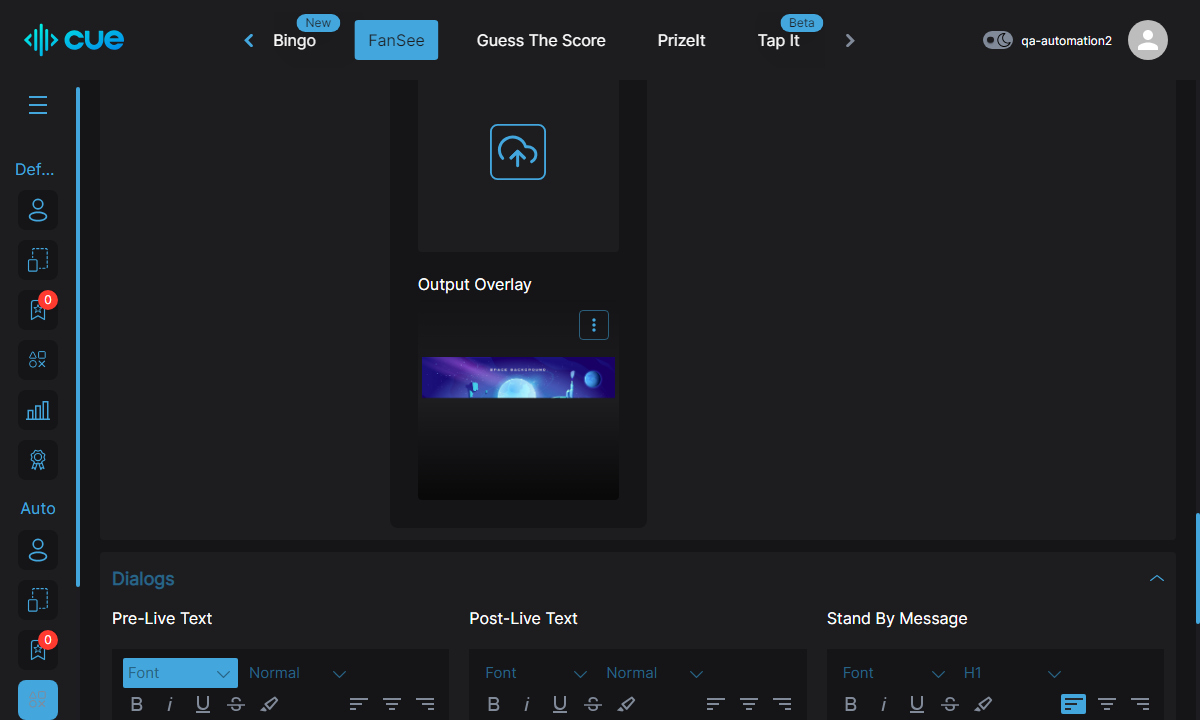 cue
New
Bingo
FanSee
Guess The Score
PrizeIt
Beta
Tap It
qa-automation2
Def...
0
Auto
0
Output Overlay
SPACE BACKGROUND
Dialogs
Pre-Live Text
Post-Live Text
Stand By Message
Font
Normal
Font
Normal
Font
H1
B i U S
B i U S
B i U S